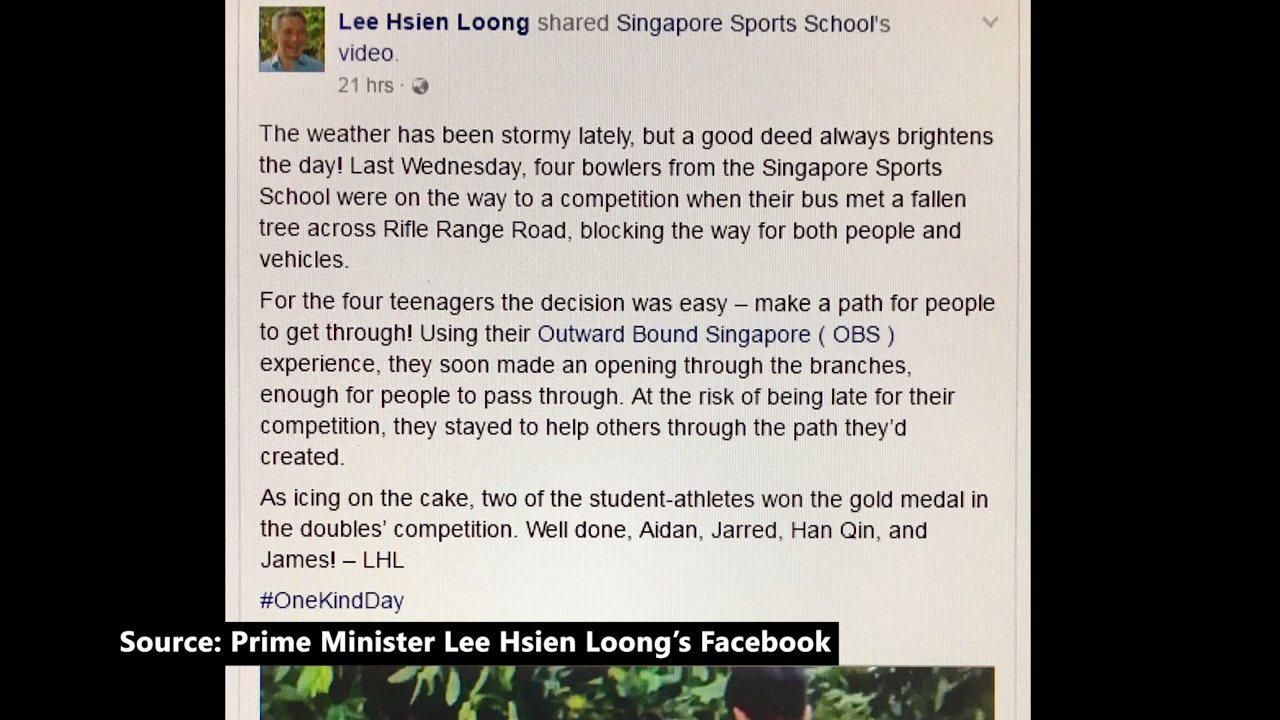 Lee Hsien Loong shared Singapore Sports School's
video.
21 hrs ·
The weather has been stormy lately, but a good deed always brightens
the day! Last Wednesday, four bowlers from the Singapore Sports
School were on the way to a competition when their bus met a fallen
tree across Rifle Range Road, blocking the way for both people and
vehicles.
For the four teenagers the decision was easy – make a path for people
to get through! Using their Outward Bound Singapore ( OBS )
experience, they soon made an opening through the branches,
enough for people to pass through. At the risk of being late for their
competition, they stayed to help others through the path they’d
created.
As icing on the cake, two of the student-athletes won the gold medal in
the doubles’ competition. Well done, Aidan, Jarred, Han Qin, and
James! – LHL
#OneKindDay
Source: Prime Minister Lee Hsien Loong’s Facebook